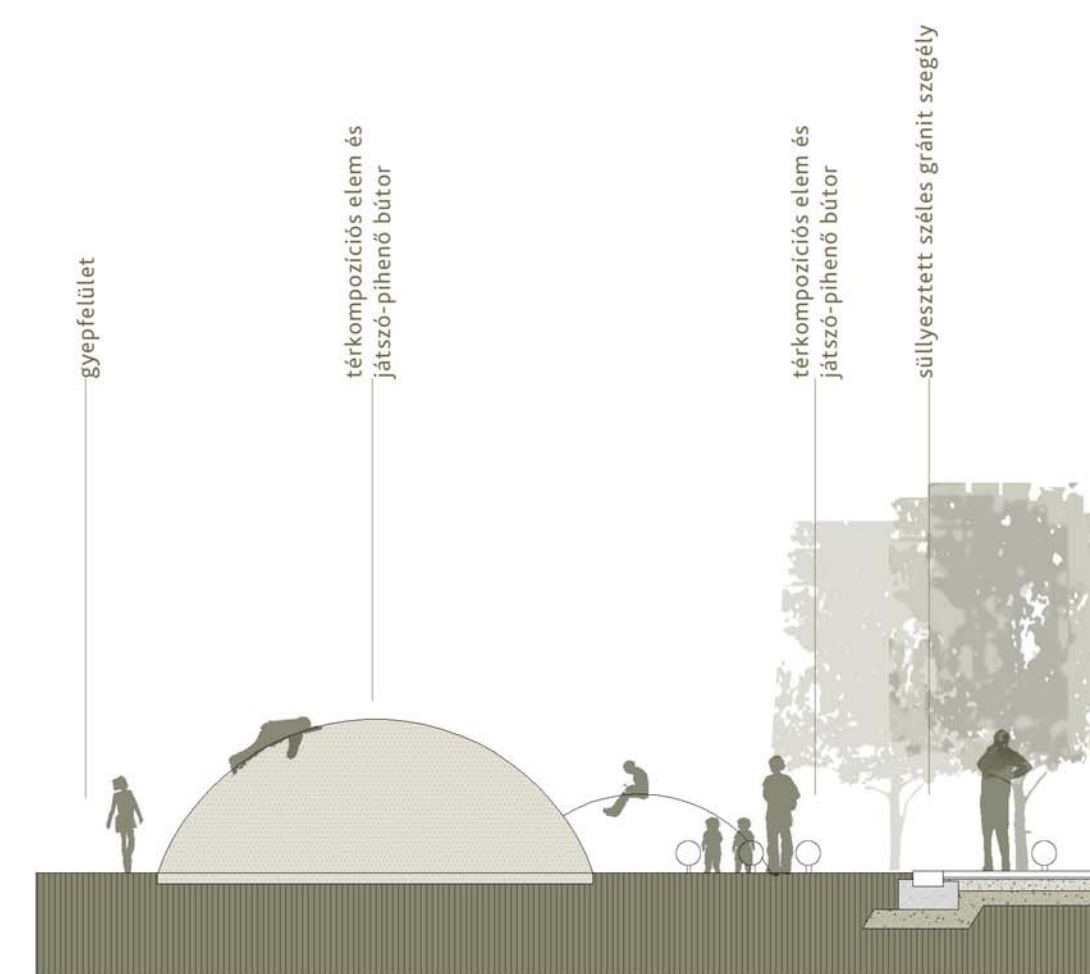 gyepfelület
térkompozíciós elem és
játszó-pihenő bútor
térkompozíciós elem és
játszó-pihenő bútor
süllyesztett széles gránit szegély